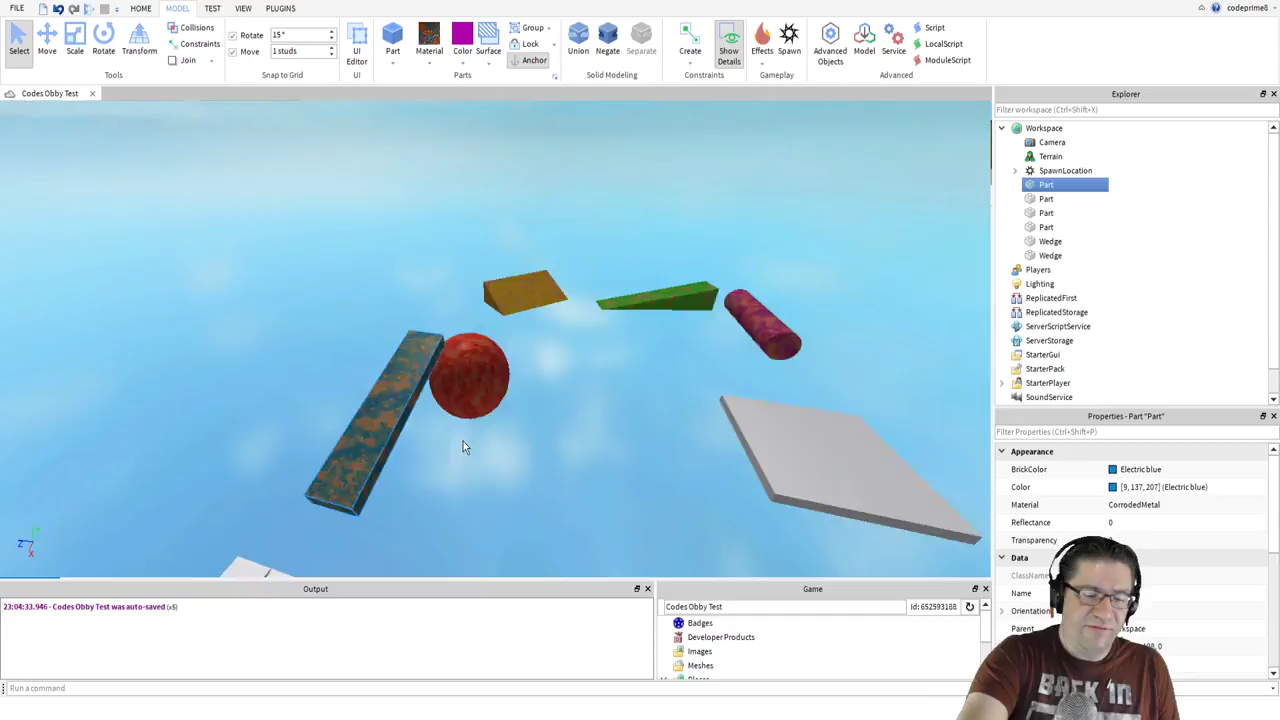 FILE HOME MODEL TEST VIEW PLUGINS codeprime8
Select Move Scale Rotate Transform Collisions Constraints Join Tools
Rotate 15° Move 1 studs Snap to Grid
UI Editor UI
Part Material Color Surface Group Lock Anchor Parts
Union Negate Separate Solid Modeling
Create Show Details Constraints
Effects Spawn Gameplay
Advanced Objects Model Service Script LocalScript ModuleScript Advanced
Codes Obby Test
Explorer
Filter workspace (Ctrl+Shift+X)
Workspace
Camera
Terrain
SpawnLocation
Part
Part
Part
Part
Wedge
Wedge
Players
Lighting
ReplicatedFirst
ReplicatedStorage
ServerScriptService
ServerStorage
StarterGui
StarterPack
StarterPlayer
SoundService
Properties - Part "Part"
Filter Properties (Ctrl+Shift+P)
Appearance
BrickColor Electric blue
Color [9, 137, 207] (Electric blue)
Material CorrodedMetal
Reflectance 0
Transparency
Data
Name
Orientation
Parent
Y
Z X
Output
23:04:33.946 - Codes Obby Test was auto-saved (x5)
Game
Codes Obby Test Id: 652593188
Badges
Developer Products
Images
Meshes
Run a command
BACK IN